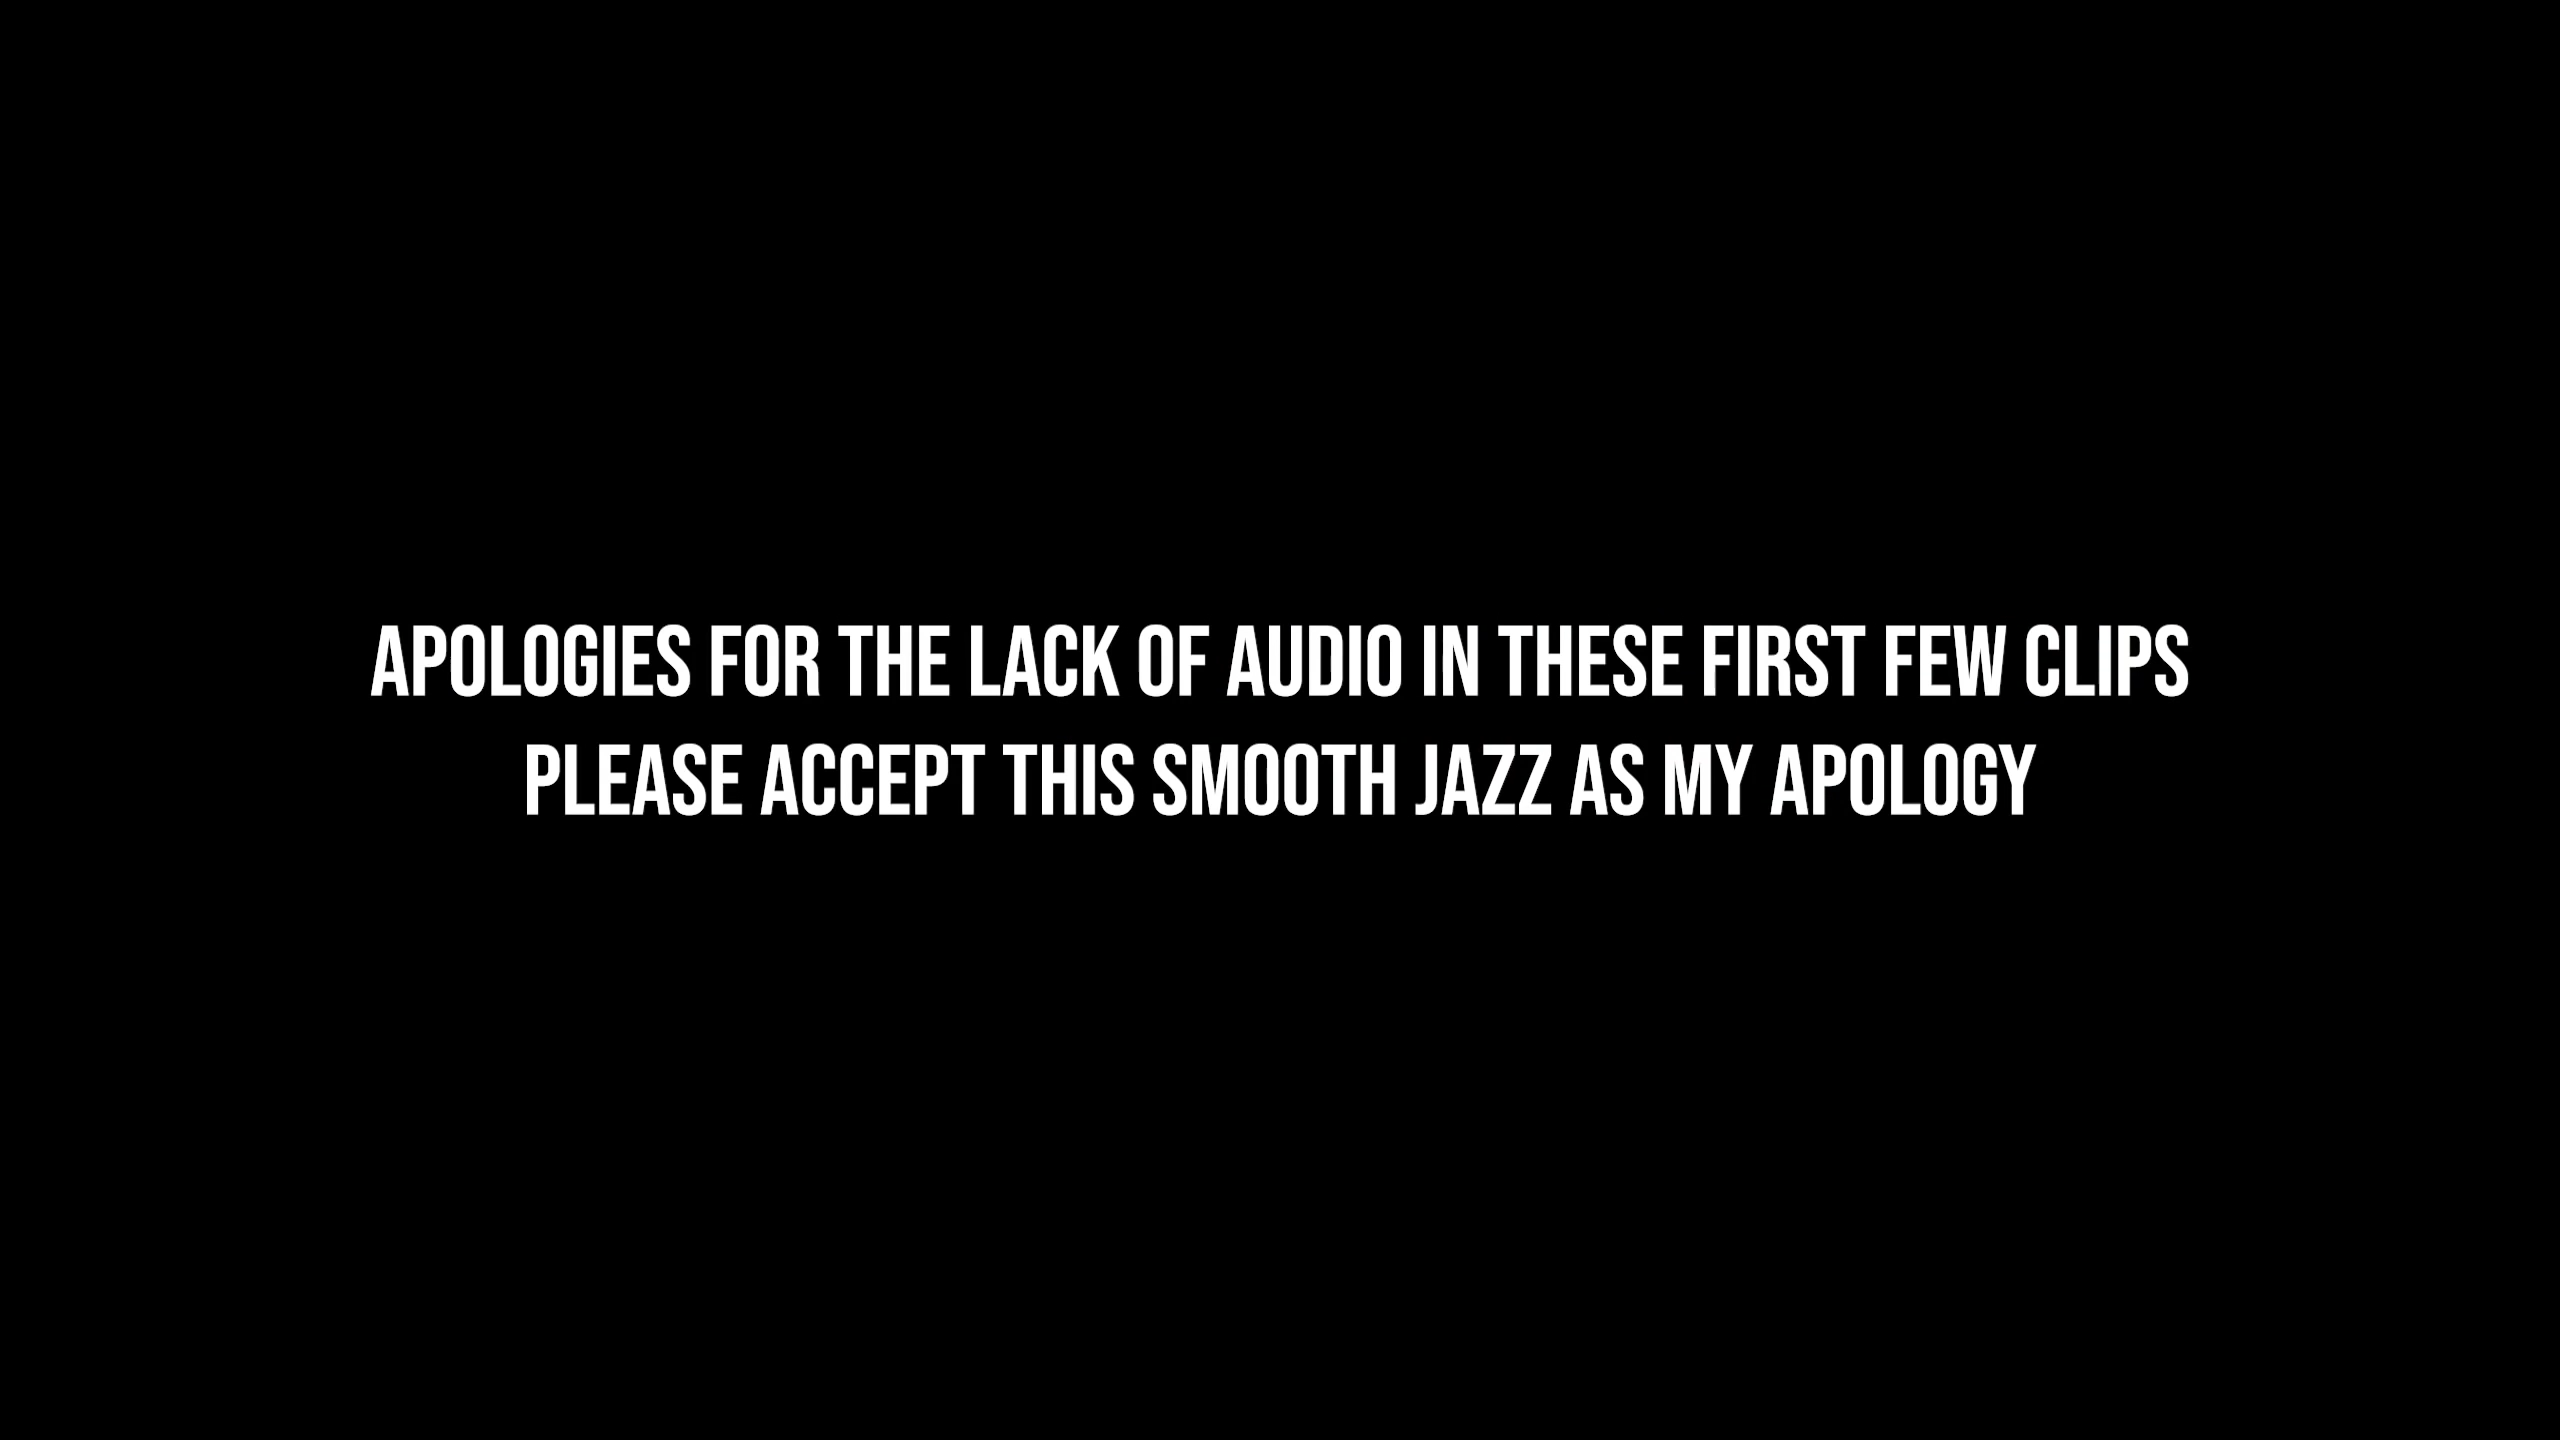 APOLOGIES FOR THE LACK OF AUDIO IN THESE FIRST FEW CLIPS
PLEASE ACCEPT THIS SMOOTH JAZZ AS MY APOLOGY